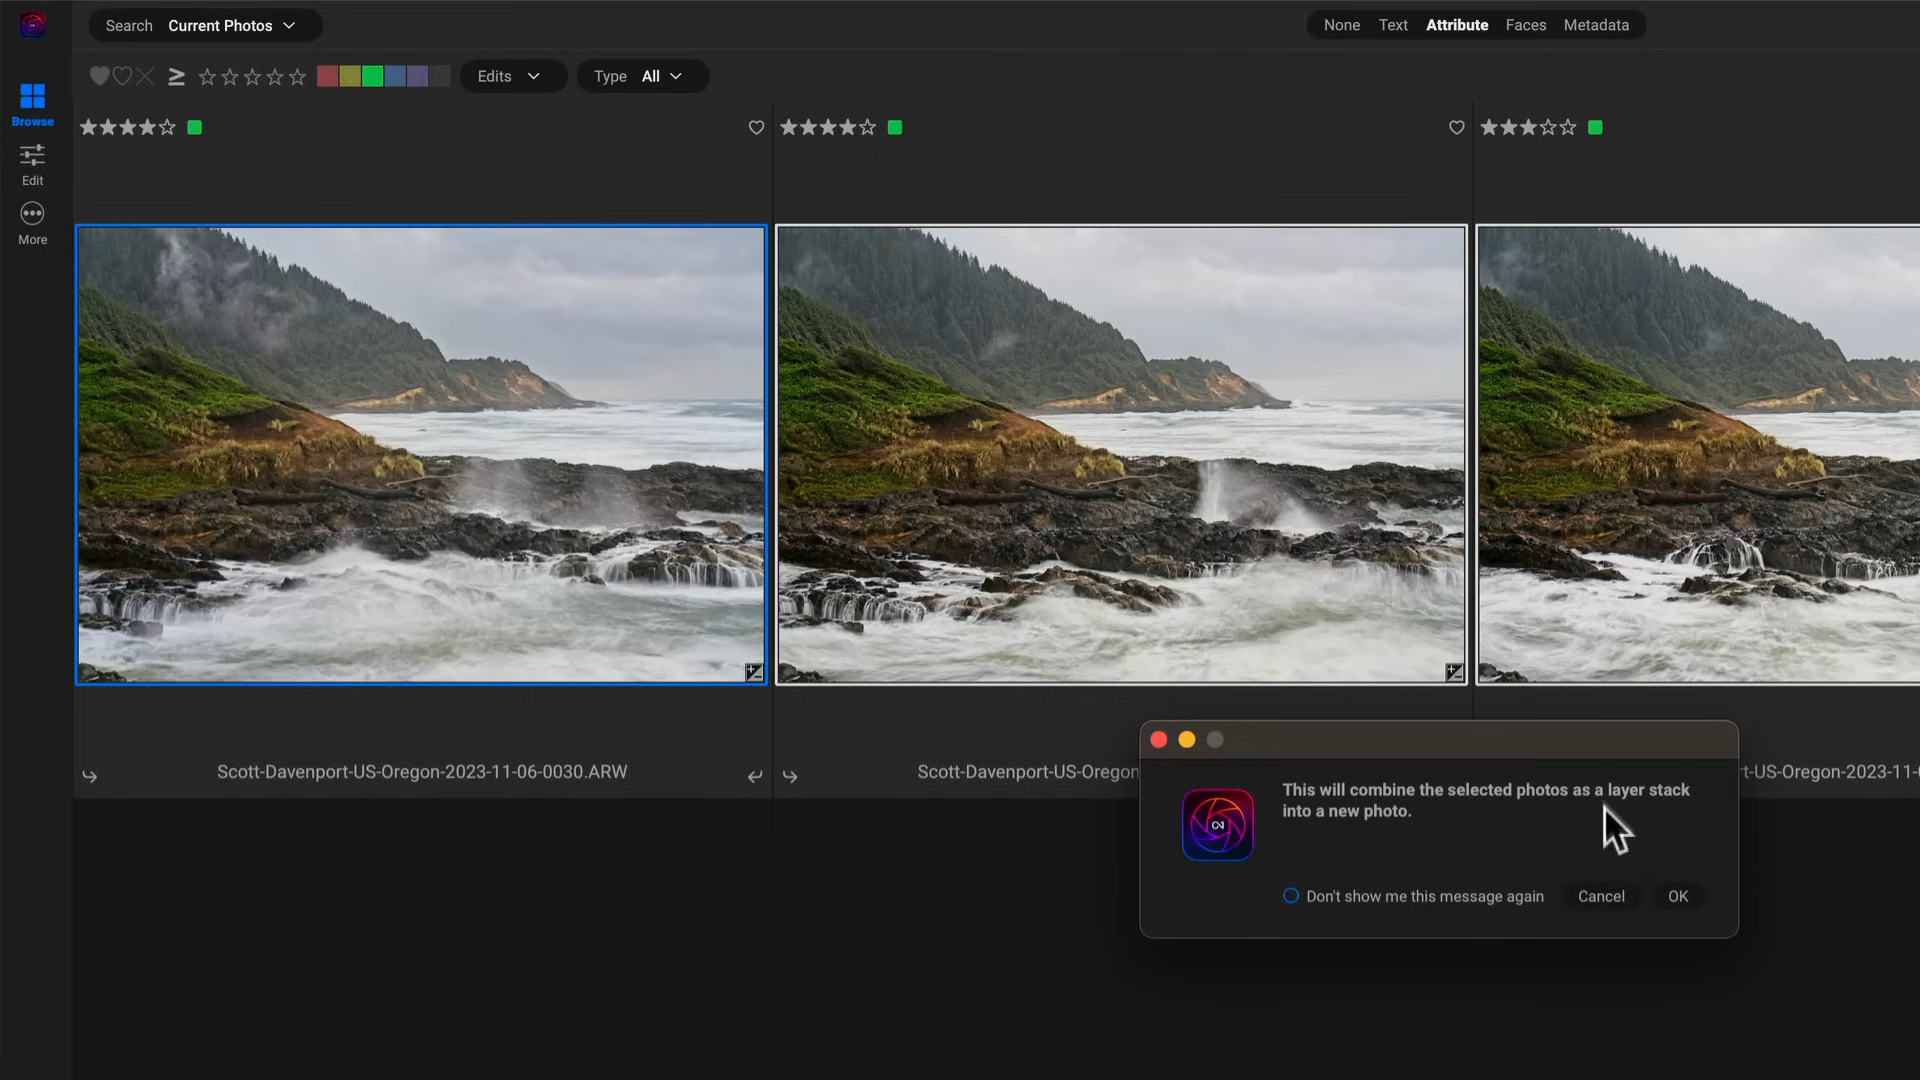 Search Current Photos
None Text Attribute Faces Metadata
Edits
Type All
Browse
Edit
More
Scott-Davenport-US-Oregon-2023-11-06-0030.ARW
Scott-Davenport-US-Oregon
t-US-Oregon-2023-11-
This will combine the selected photos as a layer stack
into a new photo.
Don't show me this message again
Cancel
OK